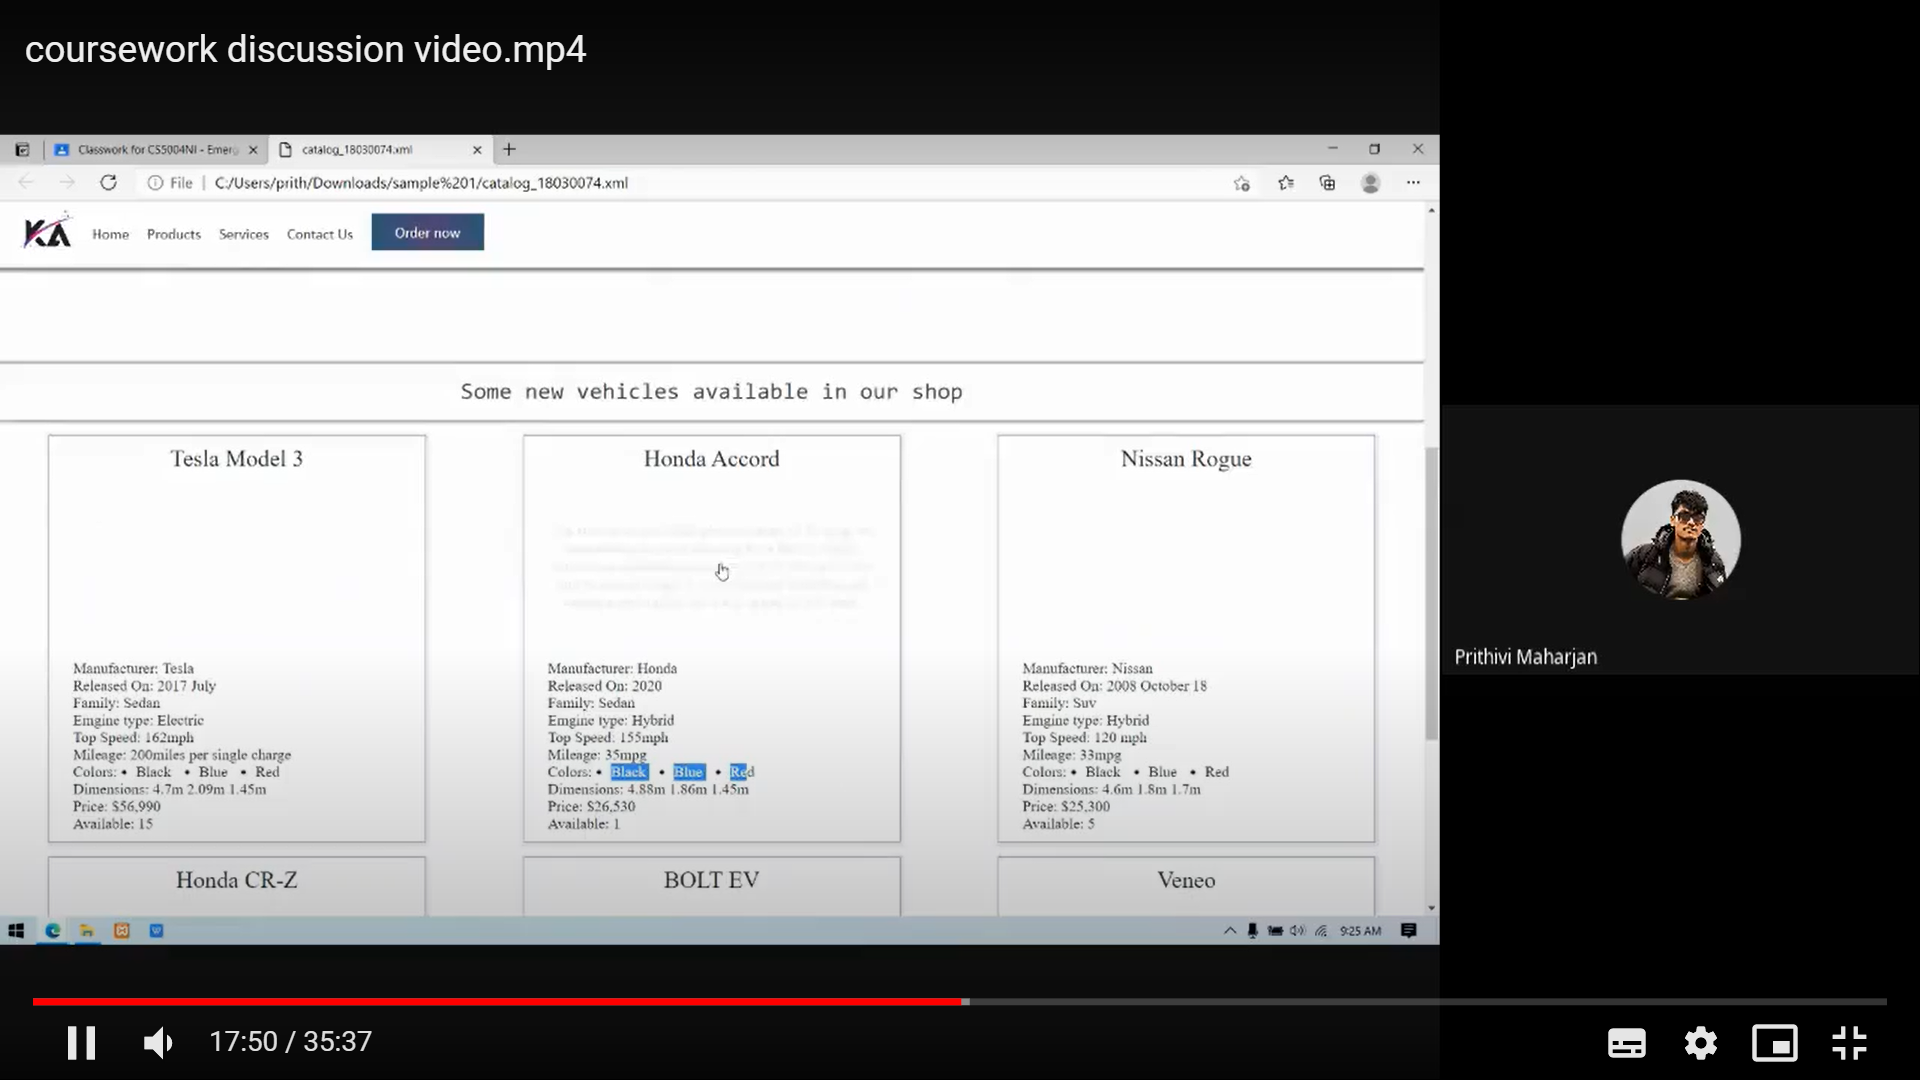 coursework discussion video.mp4
Classwork for CS5004NI - Emerg
catalog_18030074.xml
File
C:/Users/prith/Downloads/sample%201/catalog_18030074.xml
KA
Home
Products
Services
Contact Us
Order now
Some new vehicles available in our shop
Tesla Model 3
Manufacturer: Tesla
Released On: 2017 July
Family: Sedan
Emgine type: Electric
Top Speed: 162mph
Mileage: 200miles per single charge
Colors: • Black • Blue • Red
Dimensions: 4.7m 2.09m 1.45m
Price: $56,990
Available: 15
Honda Accord
Manufacturer: Honda
Released On: 2020
Family: Sedan
Emgine type: Hybrid
Top Speed: 155mph
Mileage: 35mpg
Colors: • Black • Blue • Red
Dimensions: 4.88m 1.86m 1.45m
Price: $26,530
Available: 1
Nissan Rogue
Manufacturer: Nissan
Released On: 2008 October 18
Family: Suv
Emgine type: Hybrid
Top Speed: 120 mph
Mileage: 33mpg
Colors: • Black • Blue • Red
Dimensions: 4.6m 1.8m 1.7m
Price: $25,300
Available: 5
Honda CR-Z
BOLT EV
Veneo
9:25 AM
Prithivi Maharjan
17:50 / 35:37